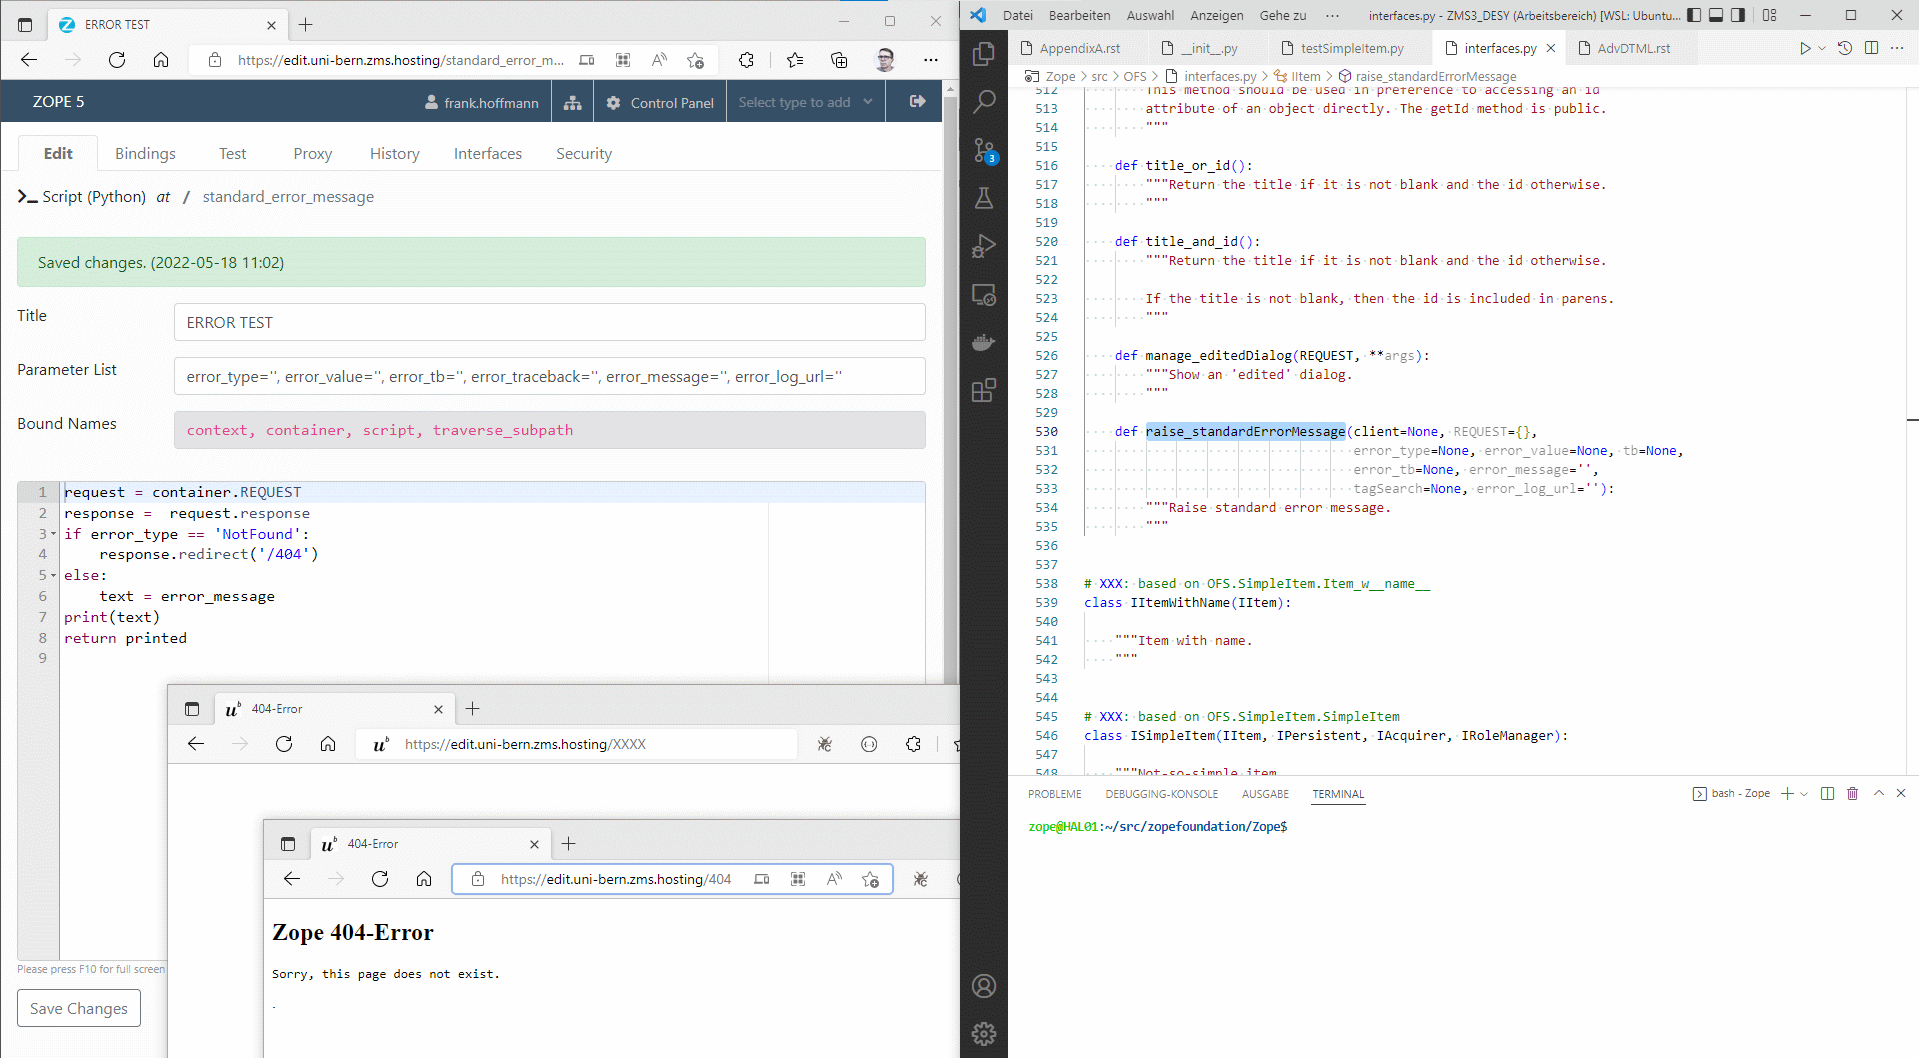 ERROR TEST
https://edit.uni-bern.zms.hosting/standard_error_m...
ZOPE 5
frank.hoffmann
Control Panel
Select type to add
Edit
Bindings
Test
Proxy
History
Interfaces
Security
Script (Python) at / standard_error_message
Saved changes. (2022-05-18 11:02)
Title
ERROR TEST
Parameter List
error_type='', error_value='', error_tb='', error_traceback='', error_message='', error_log_url=''
Bound Names
context, container, script, traverse_subpath
1 request = container.REQUEST
2 response =  request.response
3 if error_type == 'NotFound':
4     response.redirect('/404')
5 else:
6     text = error_message
7 print(text)
8 return printed
9
Please press F10 for full screen
Save Changes
404-Error
https://edit.uni-bern.zms.hosting/XXXX
404-Error
https://edit.uni-bern.zms.hosting/404
Zope 404-Error
Sorry, this page does not exist.
.
Datei Bearbeiten Auswahl Anzeigen Gehe zu ··· interfaces.py - ZMS3_DESY (Arbeitsbereich) [WSL: Ubuntu...
AppendixA.rst
__init__.py
testSimpleItem.py
interfaces.py
AdvDTML.rst
Zope > src > OFS > interfaces.py > IItem > raise_standardErrorMessage
3
512         This method should be used in preference to accessing an id
513         attribute of an object directly. The getId method is public.
514         """
515
516     def title_or_id():
517         """Return the title if it is not blank and the id otherwise.
518         """
519
520     def title_and_id():
521         """Return the title if it is not blank and the id otherwise.
522
523         If the title is not blank, then the id is included in parens.
524         """
525
526     def manage_editedDialog(REQUEST, **args):
527         """Show an 'edited' dialog.
528         """
529
530     def raise_standardErrorMessage(client=None, REQUEST={},
531                                    error_type=None, error_value=None, tb=None,
532                                    error_tb=None, error_message='',
533                                    tagSearch=None, error_log_url=''):
534         """Raise standard error message.
535         """
536
537
538 # XXX: based on OFS.SimpleItem.Item_w__name__
539 class IItemWithName(IItem):
540
541     """Item with name.
542     """
543
544
545 # XXX: based on OFS.SimpleItem.SimpleItem
546 class ISimpleItem(IItem, IPersistent, IAcquirer, IRoleManager):
547
548     """Not-so-simple item
PROBLEME
DEBUGGING-KONSOLE
AUSGABE
TERMINAL
bash - Zope
zope@HAL01:~/src/zopefoundation/Zope$